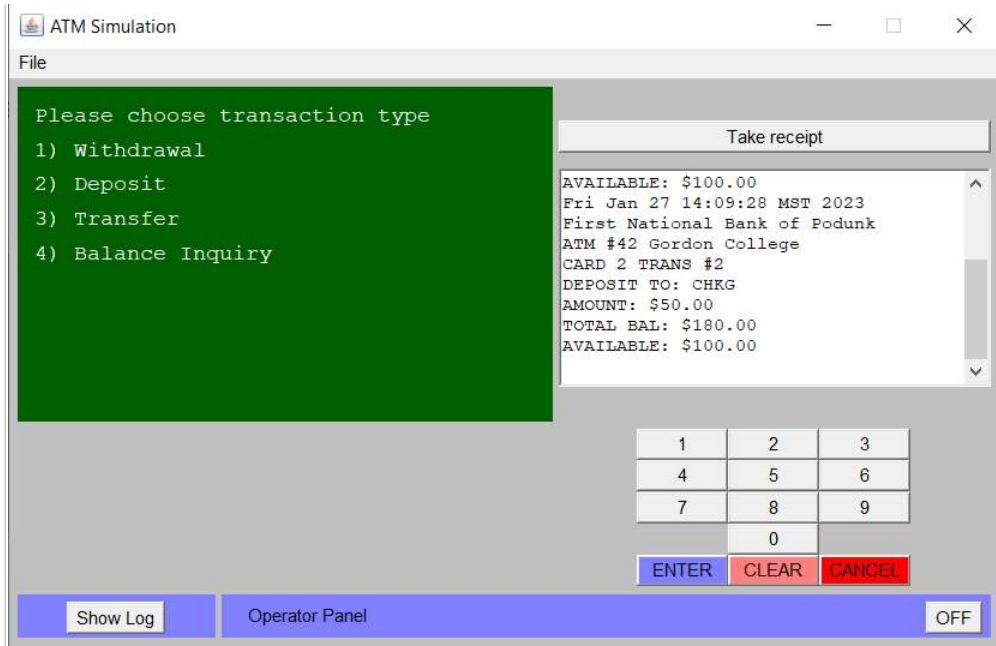 ATM Simulation
File
Please choose transaction type
1) Withdrawal
2) Deposit
3) Transfer
4) Balance Inquiry
Take receipt
AVAILABLE: $100.00
Fri Jan 27 14:09:28 MST 2023
First National Bank of Podunk
ATM #42 Gordon College
CARD 2 TRANS #2
DEPOSIT TO: CHKG
AMOUNT: $50.00
TOTAL BAL: $180.00
AVAILABLE: $100.00
1 2 3
4 5 6
7 8 9
0
ENTER CLEAR CANCEL
Show Log Operator Panel OFF